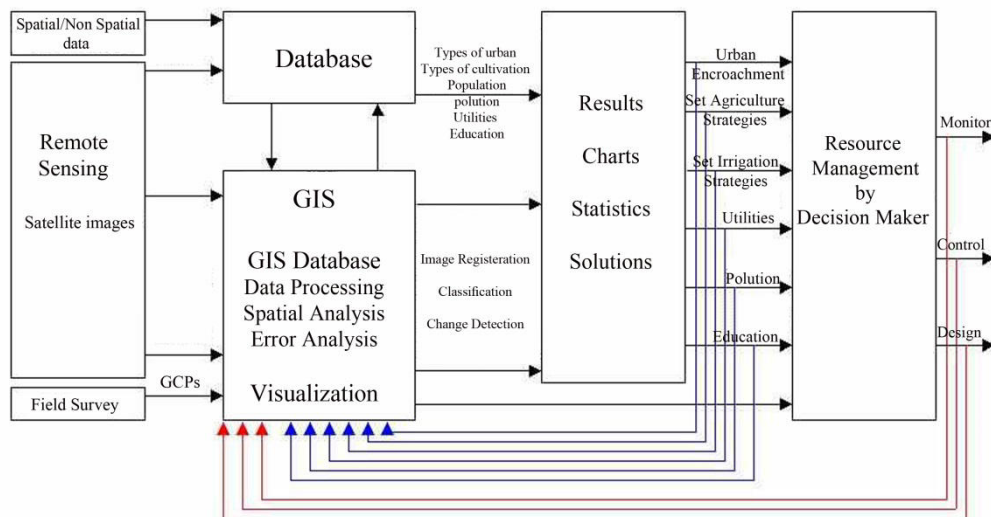 Spatial/Non Spatial
data
Remote
Sensing
Satellite images
Field Survey
GCPs
Database
GIS
GIS Database
Data Processing
Spatial Analysis
Error Analysis
Visualization
Types of urban
Types of cultivation
Population
polution
Utilities
Education
Image Registeration
Classification
Change Detection
Results
Charts
Statistics
Solutions
Urban
Encroachment
Set Agriculture
Strategies
Set Irrigation
Strategies
Utilities
Polution
Education
Resource
Management
by
Decision Maker
Monitor
Control
Design